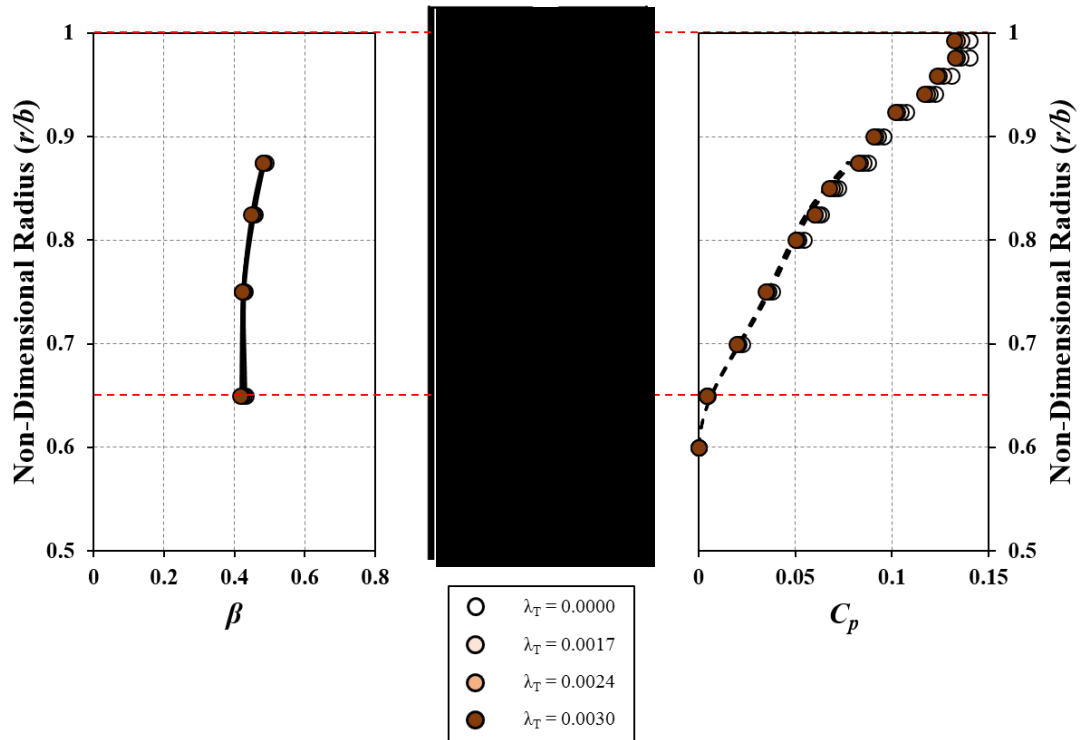 Non-Dimensional Radius (r/b)
1
0.9
0.8
0.7
0.6
0.5
0
0.2
0.4
0.6
0.8
β
λT = 0.0000
λT = 0.0017
λT = 0.0024
λT = 0.0030
1
0.9
0.8
0.7
0.6
0.5
0
0.05
0.1
0.15
Cp
Non-Dimensional Radius (r/b)